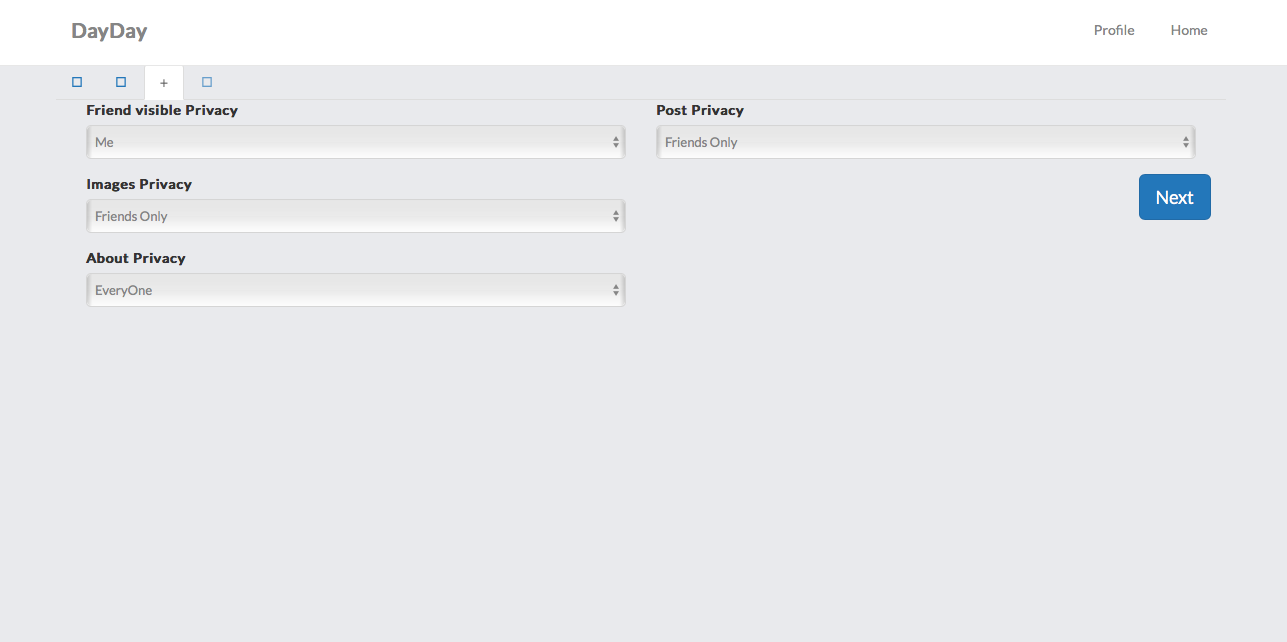 DayDay
Profile Home
+
Friend visible Privacy
Me
Post Privacy
Friends Only
Images Privacy
Friends Only
Next
About Privacy
EveryOne